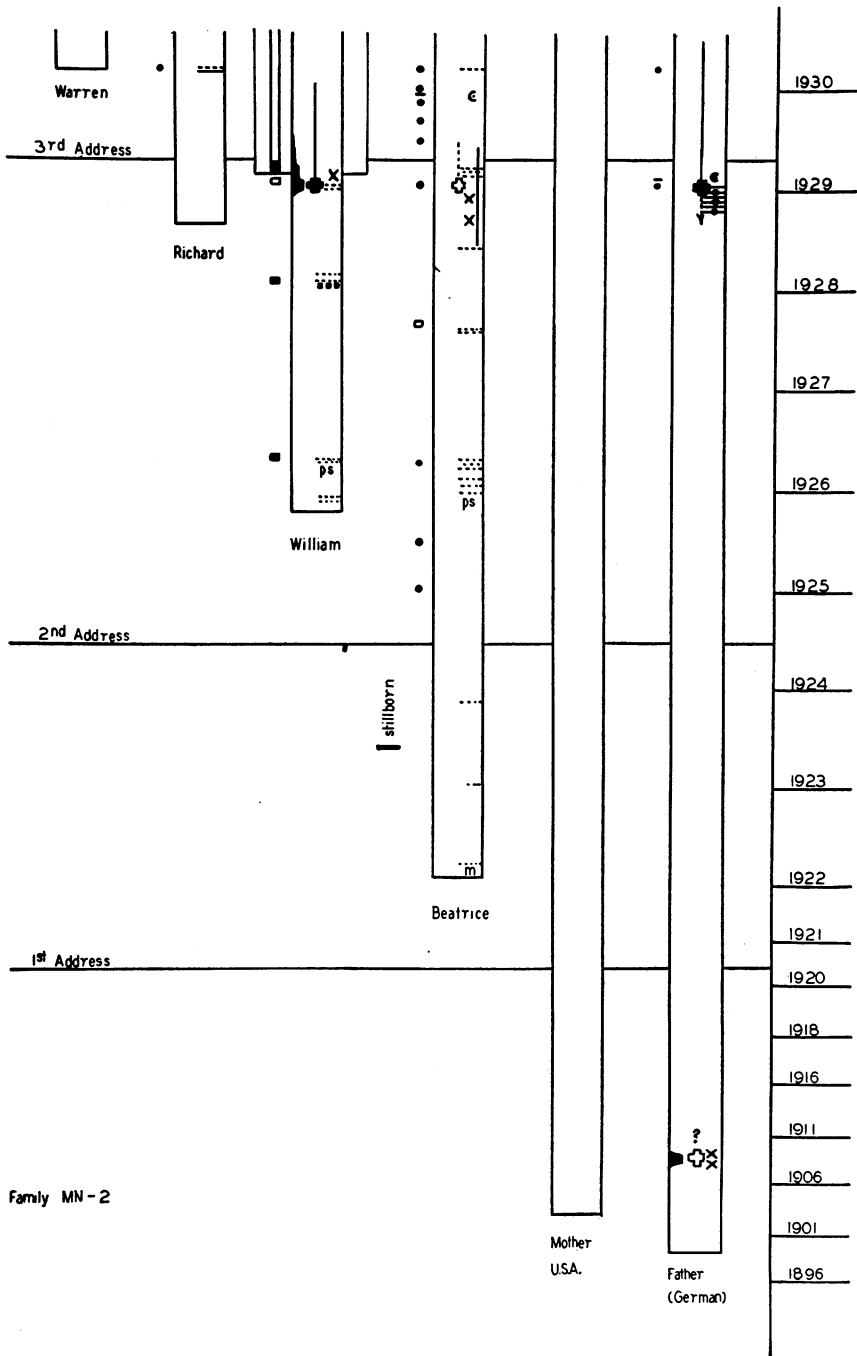 Warren
1930
3rd Address
1929
Richard
1928
1927
ps
ps
1926
William
1925
2nd Address
1924
stillborn
1923
m
1922
Beatrice
1921
1st Address
1920
1918
1916
1911
?
1906
Family MN-2
1901
Mother
U.S.A.
Father
(German)
1896